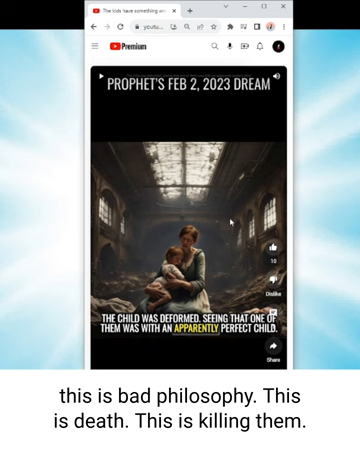 The kids have something an
youtu...
Premium
PROPHET'S FEB 2, 2023 DREAM
10
Dislike
THE CHILD WAS DEFORMED. SEEING THAT ONE OF
THEM WAS WITH AN APPARENTLY PERFECT CHILD.
Share
this is bad philosophy. This
is death. This is killing them.